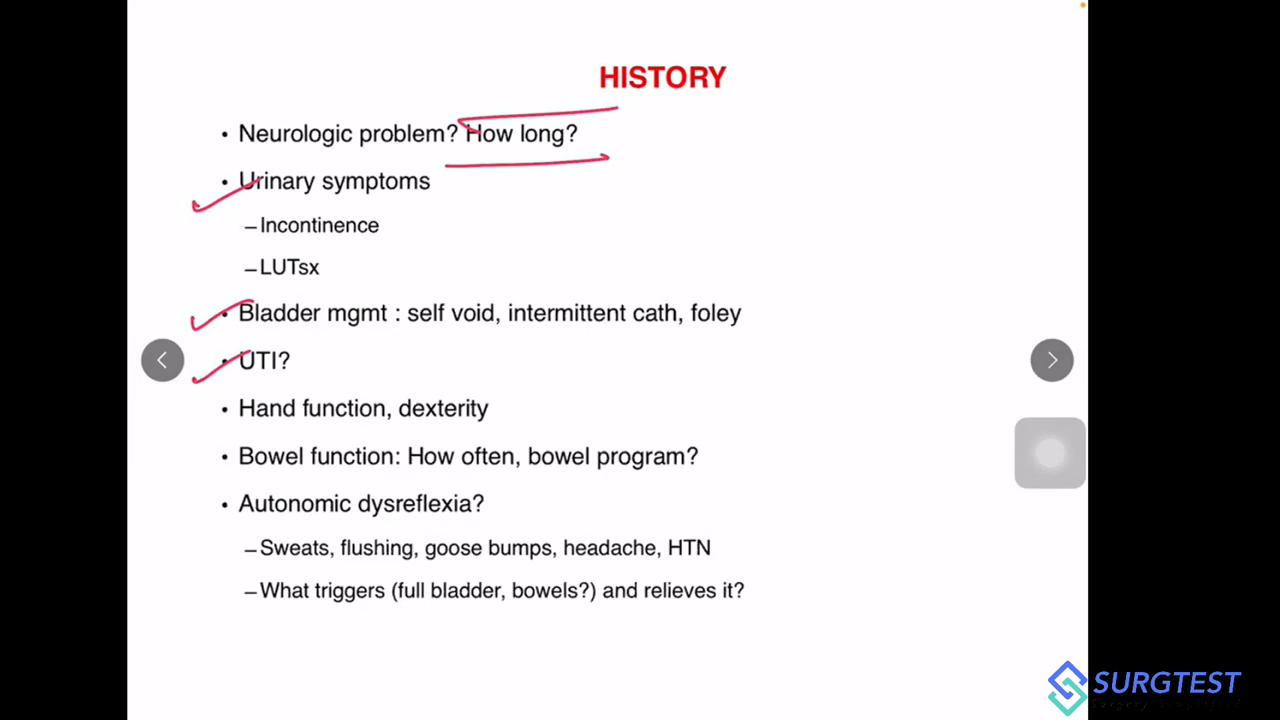 HISTORY
• Neurologic problem? How long?
• Urinary symptoms
– Incontinence
– LUTsx
• Bladder mgmt : self void, intermittent cath, foley
• UTI?
• Hand function, dexterity
• Bowel function: How often, bowel program?
• Autonomic dysreflexia?
– Sweats, flushing, goose bumps, headache, HTN
– What triggers (full bladder, bowels?) and relieves it?
SURGTEST